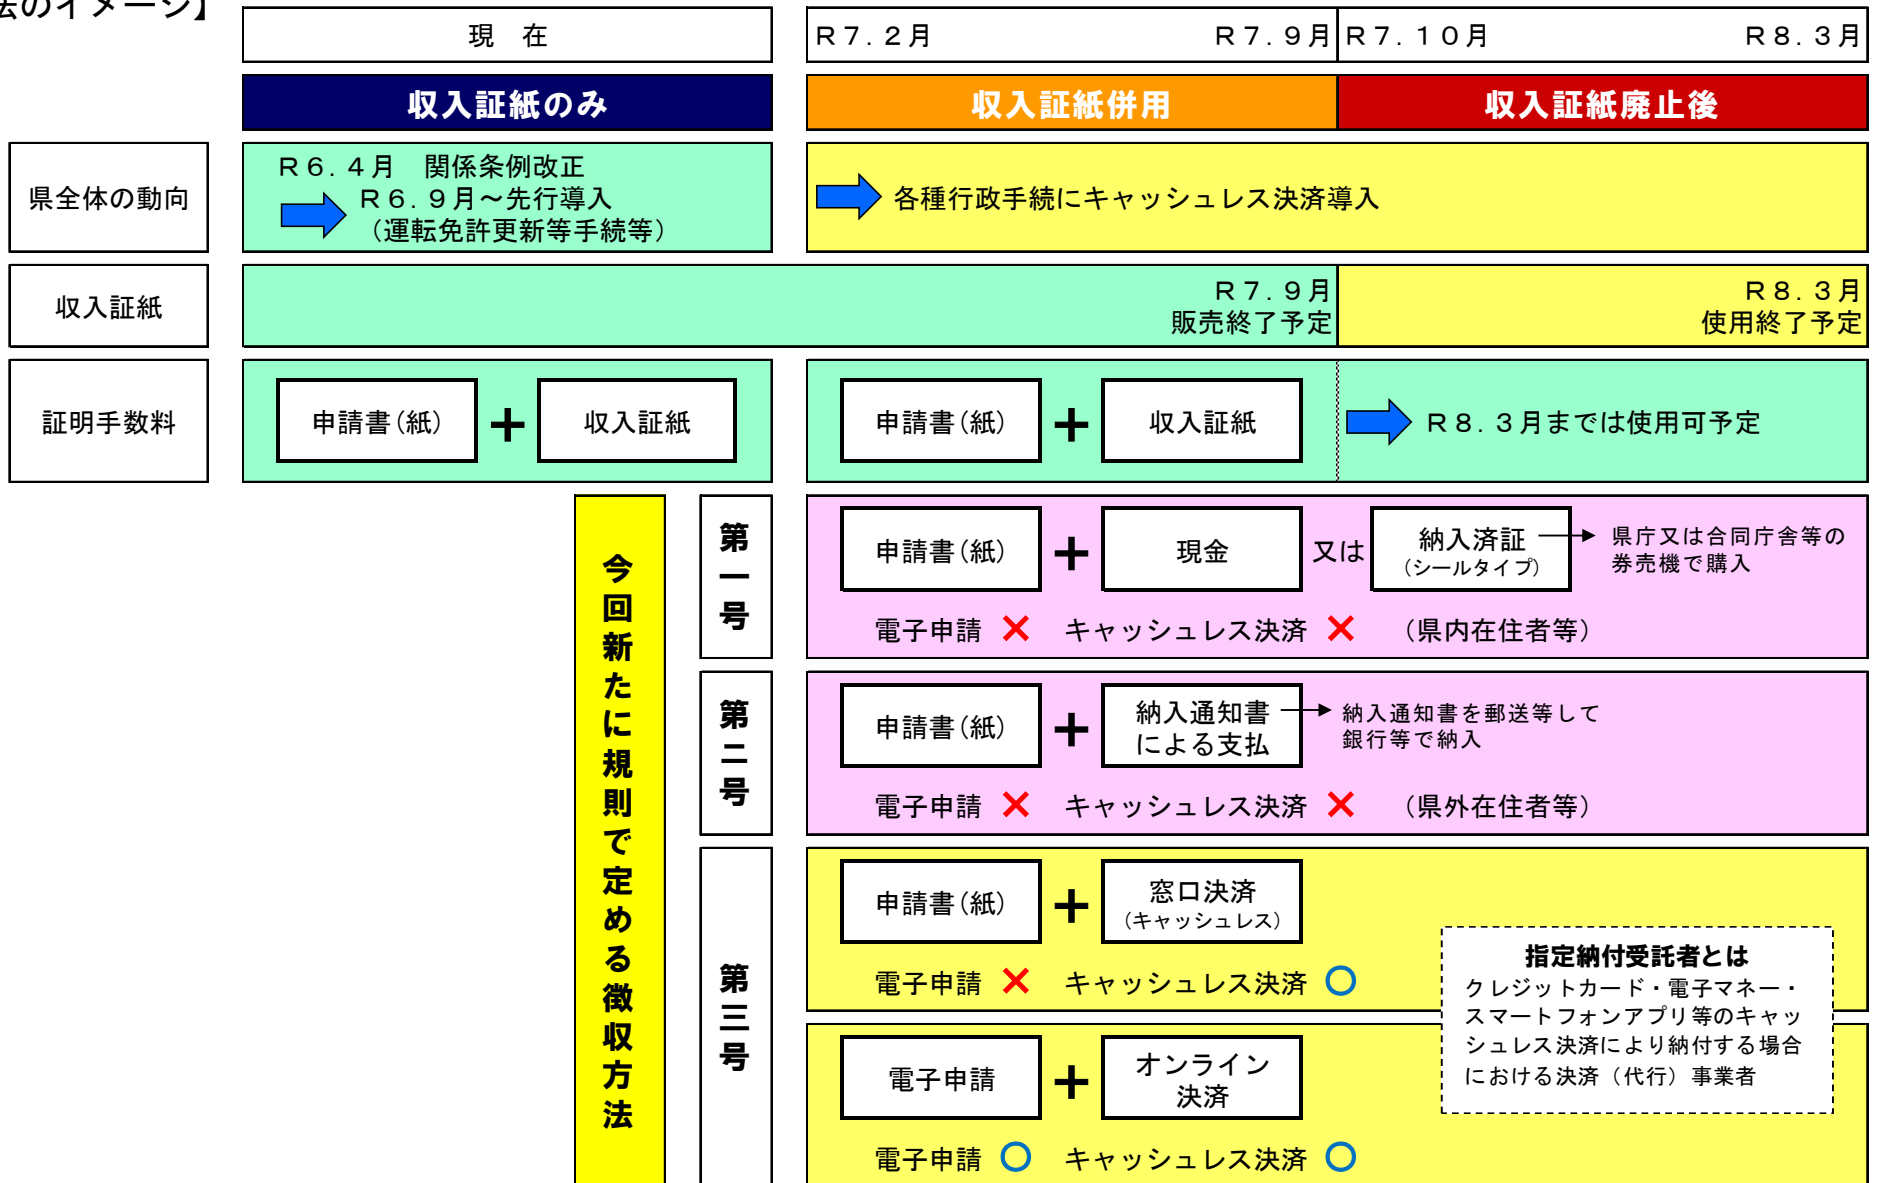 法のイメージ】
現　在
Ｒ７．２月
Ｒ７．９月
Ｒ７．１０月
Ｒ８．３月
収入証紙のみ
収入証紙併用
収入証紙廃止後
県全体の動向
Ｒ６．４月　関係条例改正
Ｒ６．９月～先行導入
（運転免許更新等手続等）
各種行政手続にキャッシュレス決済導入
収入証紙
Ｒ７．９月
販売終了予定
Ｒ８．３月
使用終了予定
証明手数料
申請書（紙）
＋
収入証紙
申請書（紙）
＋
収入証紙
Ｒ８．３月までは使用可予定
今回新たに規則で定める徴収方法
第一号
申請書（紙）
＋
現金
又は
納入済証
（シールタイプ）
県庁又は合同庁舎等の
券売機で購入
電子申請 ×　キャッシュレス決済 ×　（県内在住者等）
第二号
申請書（紙）
＋
納入通知書
による支払
納入通知書を郵送等して
銀行等で納入
電子申請 ×　キャッシュレス決済 ×　（県外在住者等）
第三号
申請書（紙）
＋
窓口決済
（キャッシュレス）
電子申請 ×　キャッシュレス決済 ○
指定納付受託者とは
クレジットカード・電子マネー・
スマートフォンアプリ等のキャッ
シュレス決済により納付する場合
における決済（代行）事業者
電子申請
＋
オンライン
決済
電子申請 ○　キャッシュレス決済 ○